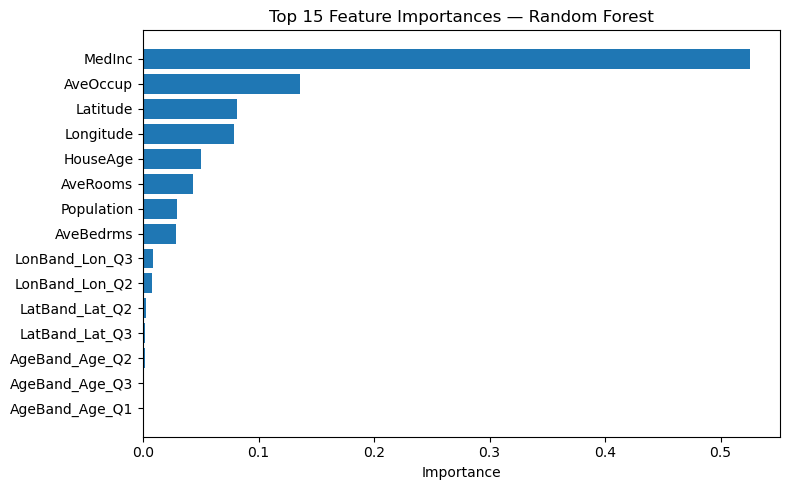 Top 15 Feature Importances — Random Forest
MedInc
AveOccup
Latitude
Longitude
HouseAge
AveRooms
Population
AveBedrms
LonBand_Lon_Q3
LonBand_Lon_Q2
LatBand_Lat_Q2
LatBand_Lat_Q3
AgeBand_Age_Q2
AgeBand_Age_Q3
AgeBand_Age_Q1
0.0 0.1 0.2 0.3 0.4 0.5
Importance